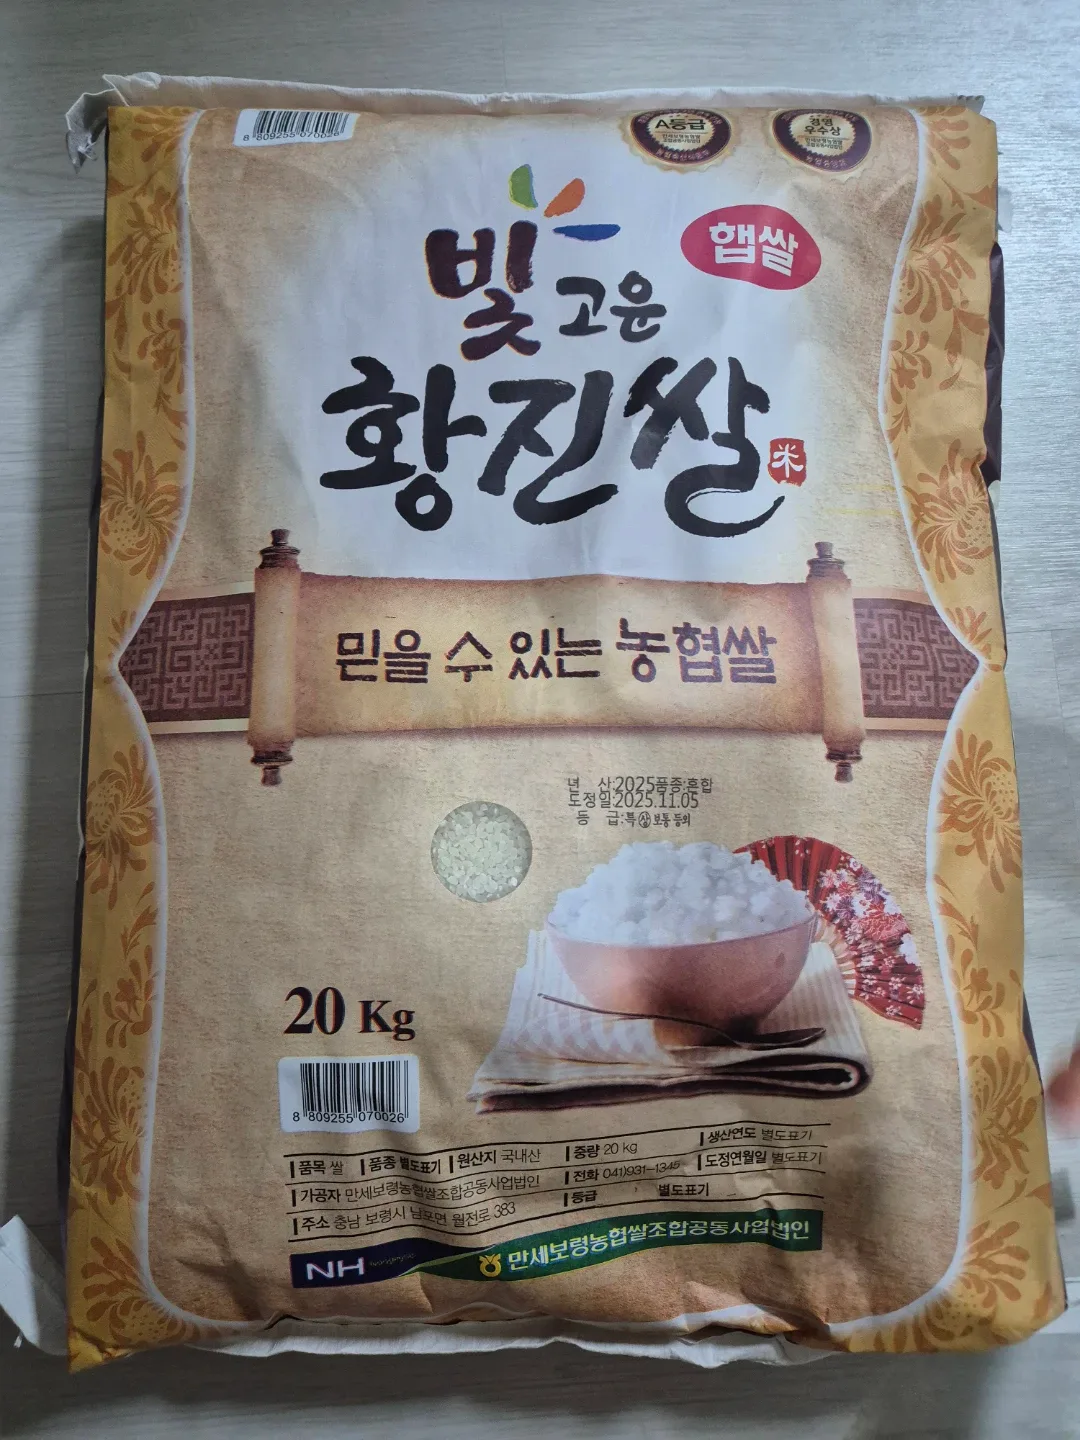 8 809255 070026
A등급
경영
우수상
햅쌀
빛고운
황진쌀
米
믿을 수 있는 농협쌀
년 산:2025품종:혼합
도정일:2025.11.05
등 급:특 상 보통 등외
20 Kg
8 809255 070026
품목 쌀 품종 별도표기 원산지 국내산 중량 20 kg 생산연도 별도표기
가공자 만세보령농협쌀조합공동사업법인 전화 041)931-1345 도정연월일 별도표기
주소 충남 보령시 남포면 월전로 383 등급 별도표기
NH 만세보령농협쌀조합공동사업법인